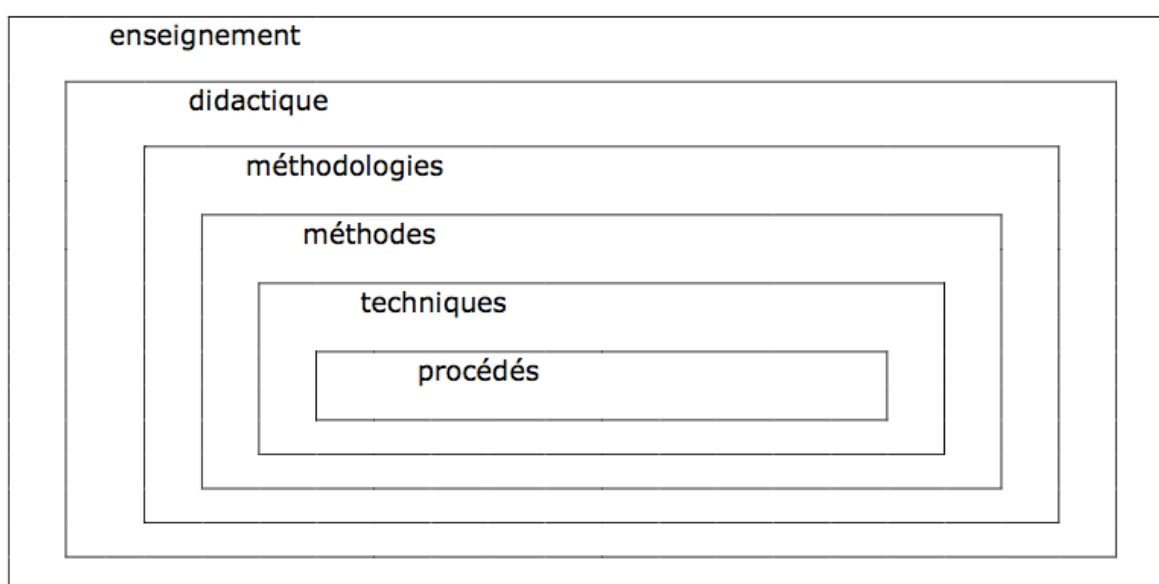 enseignement
didactique
méthodologies
méthodes
techniques
procédés